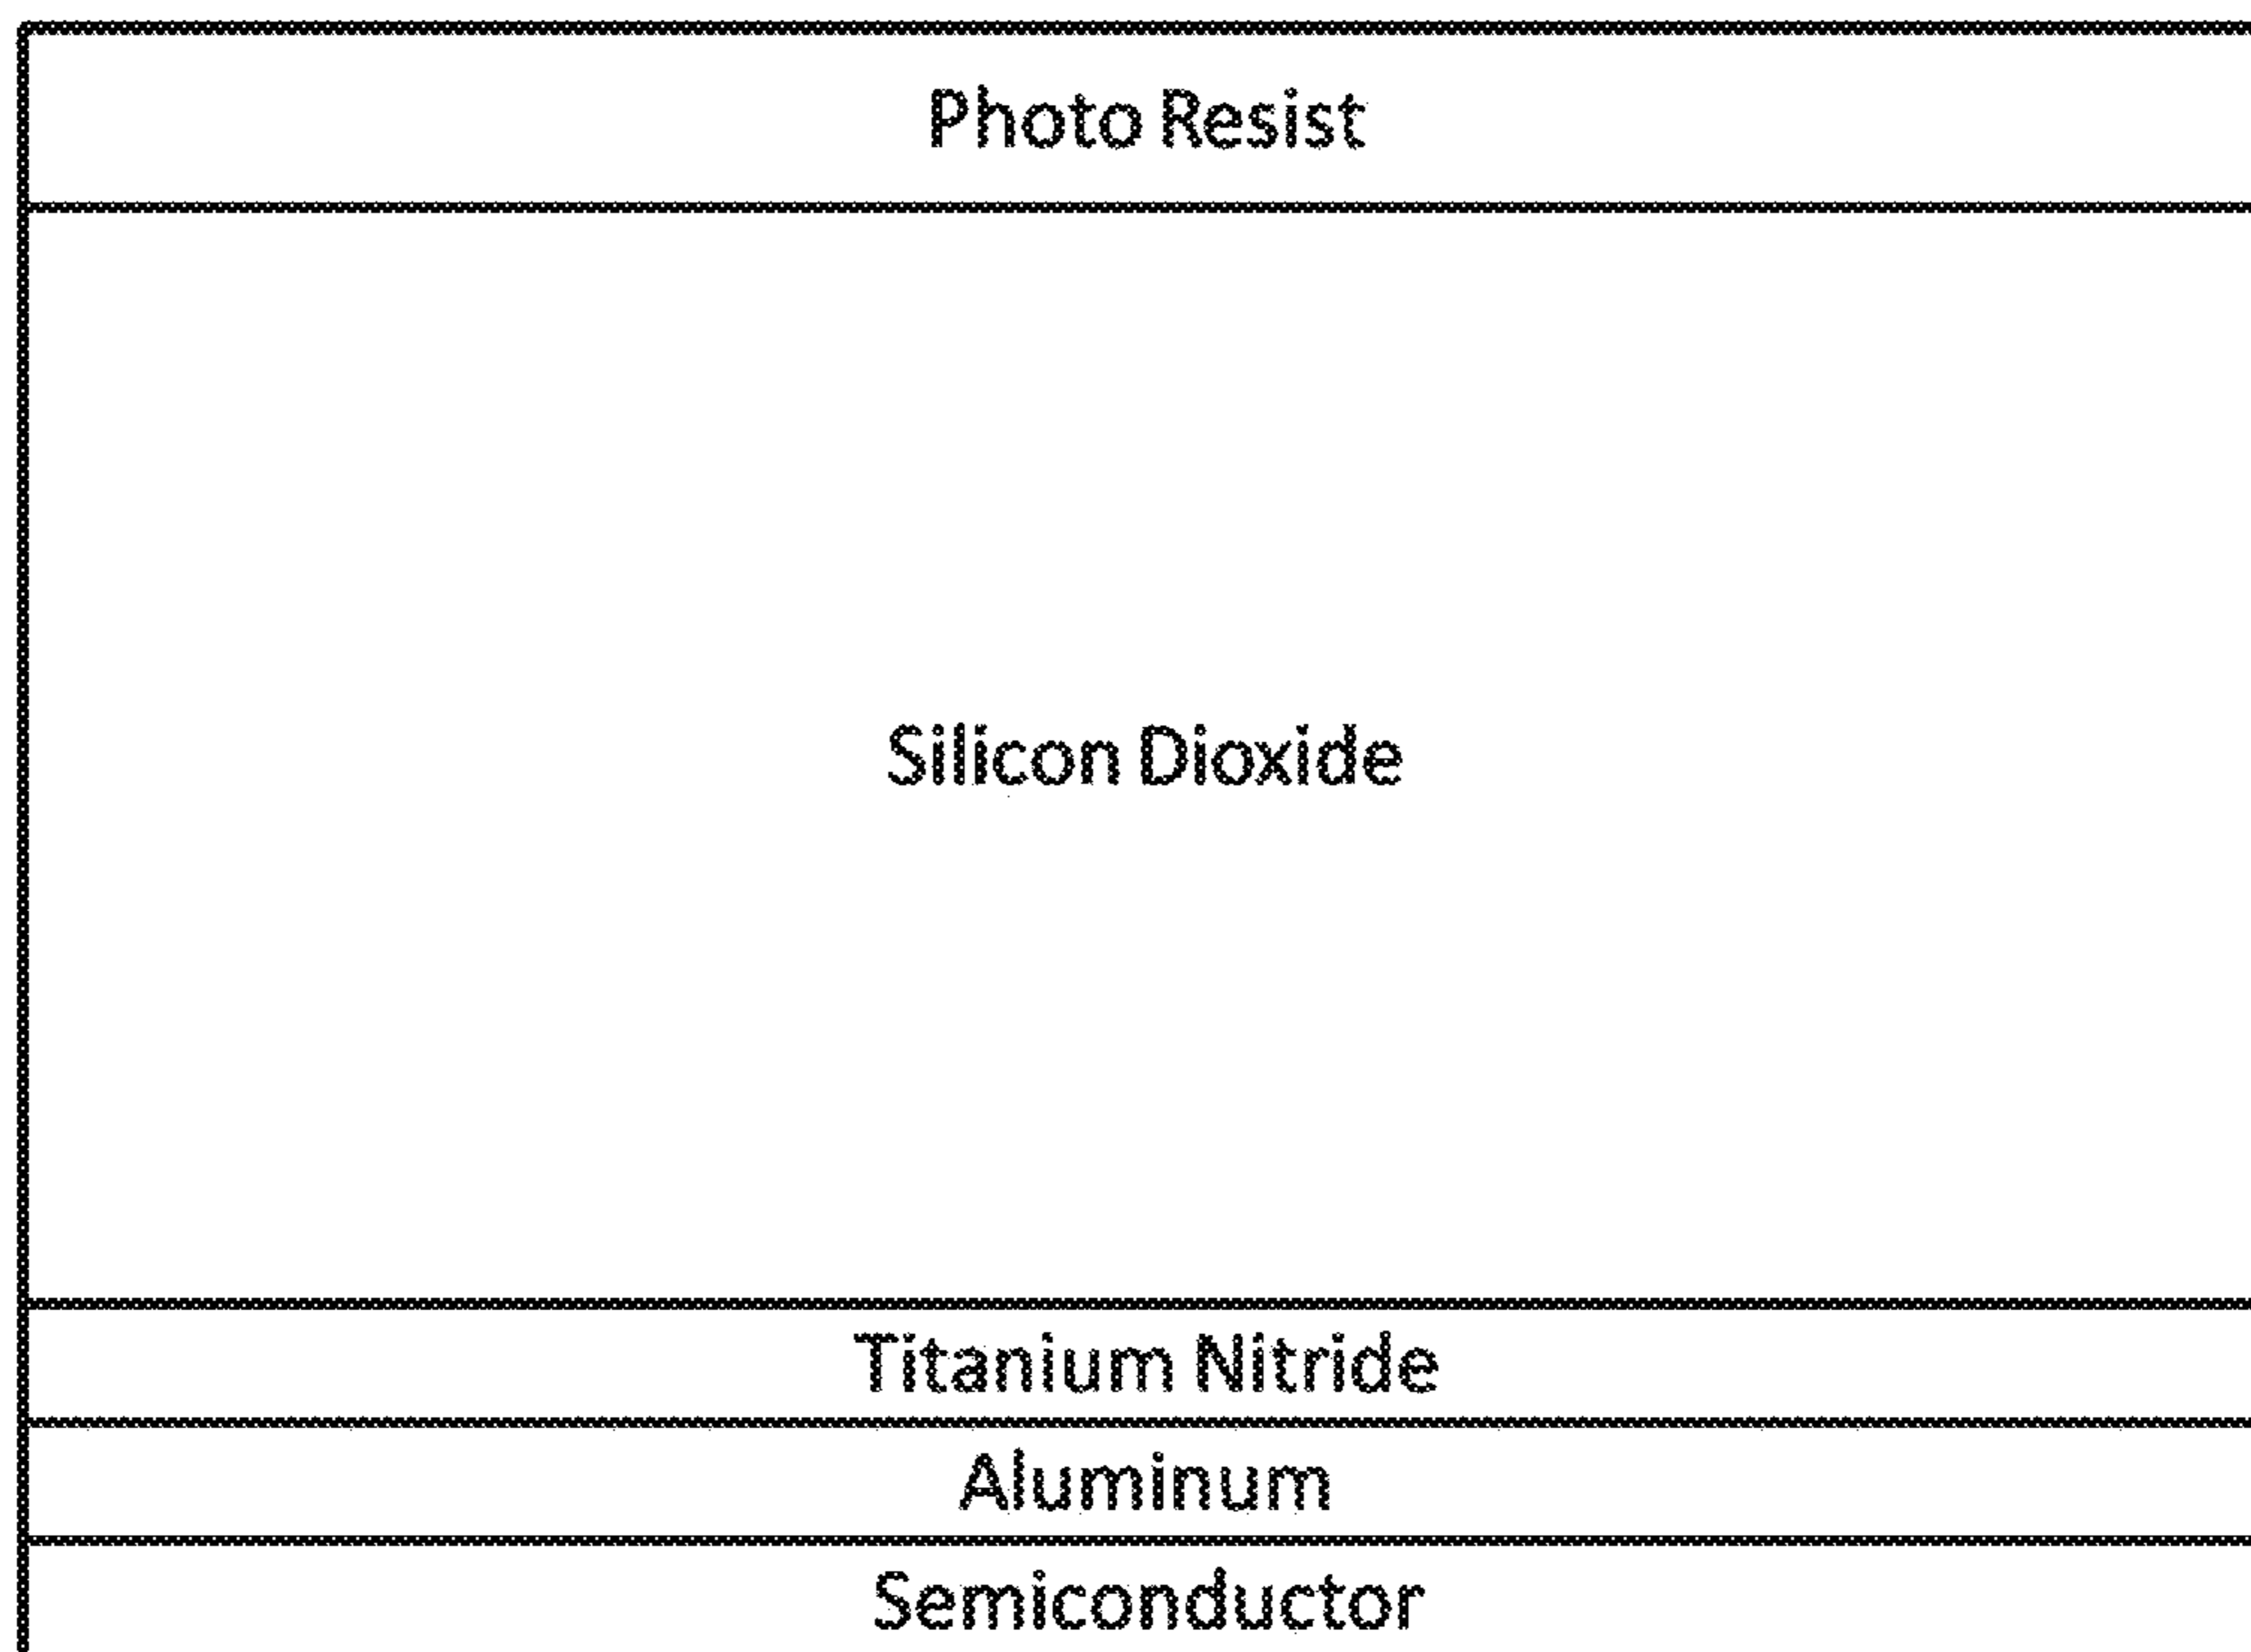 Photo Resist
Silicon Dioxide
Titanium Nitride
Aluminum
Semiconductor